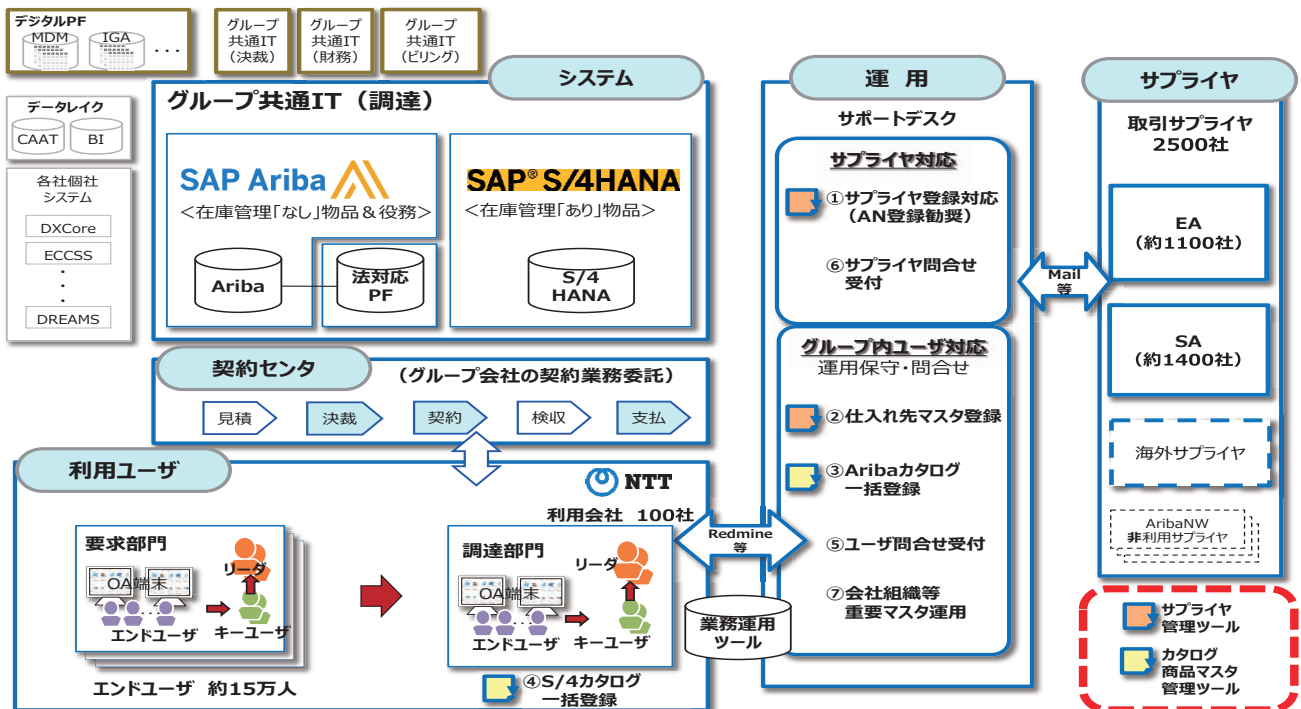 デジタルPF
MDM
IGA
・・・
グループ
共通IT
(決裁)
グループ
共通IT
(財務)
グループ
共通IT
(ビリング)
データレイク
CAAT
BI
各社個社
システム
DXCore
ECCSS
・
・
・
DREAMS
システム
グループ共通IT(調達)
SAP Ariba
<在庫管理「なし」物品&役務>
Ariba
法対応
PF
SAP® S/4HANA
<在庫管理「あり」物品>
S/4
HANA
契約センタ
(グループ会社の契約業務委託)
見積
決裁
契約
検収
支払
利用ユーザ
NTT
利用会社 100社
要求部門
OA端末
リーダ
エンドユーザ
キーユーザ
エンドユーザ 約15万人
調達部門
OA端末
リーダ
エンドユーザ
キーユーザ
④S/4カタログ
一括登録
Redmine
等
業務運用
ツール
運 用
サポートデスク
サプライヤ対応
①サプライヤ登録対応
(AN登録勧奨)
⑥サプライヤ問合せ
受付
グループ内ユーザ対応
運用保守・問合せ
②仕入れ先マスタ登録
③Aribaカタログ
一括登録
⑤ユーザ問合せ受付
⑦会社組織等
重要マスタ運用
Mail
等
サプライヤ
取引サプライヤ
2500社
EA
(約1100社)
SA
(約1400社)
海外サプライヤ
AribaNW
非利用サプライヤ
サプライヤ
管理ツール
カタログ
商品マスタ
管理ツール